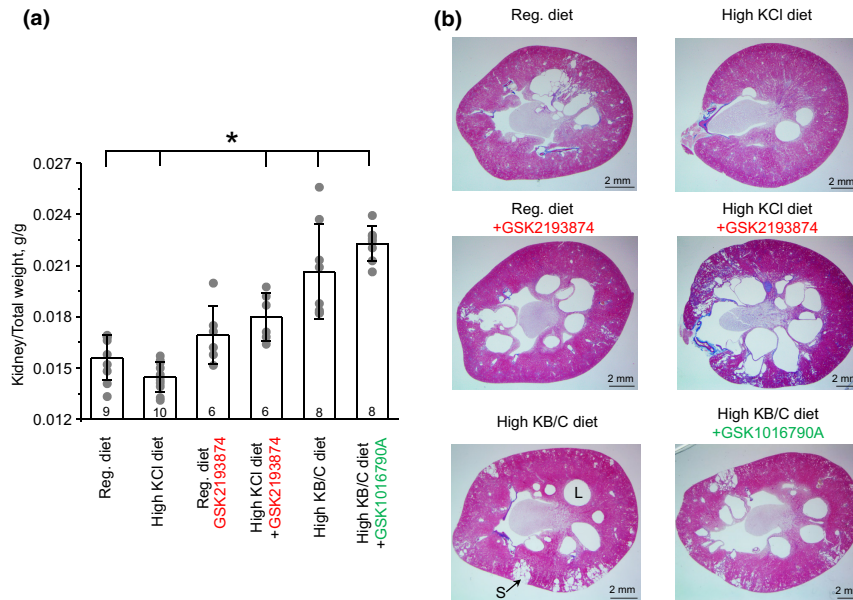 (a)
*
Kidney/Total weight, g/g
0.027
0.024
0.021
0.018
0.015
0.012
9
10
6
6
8
8
Reg. diet
High KCl diet
Reg. diet
GSK2193874
High KCl diet
+GSK2193874
High KB/C diet
High KB/C diet
+GSK1016790A
(b)
Reg. diet
2 mm
High KCl diet
2 mm
Reg. diet
+GSK2193874
2 mm
High KCl diet
+GSK2193874
2 mm
High KB/C diet
L
S
2 mm
High KB/C diet
+GSK1016790A
2 mm